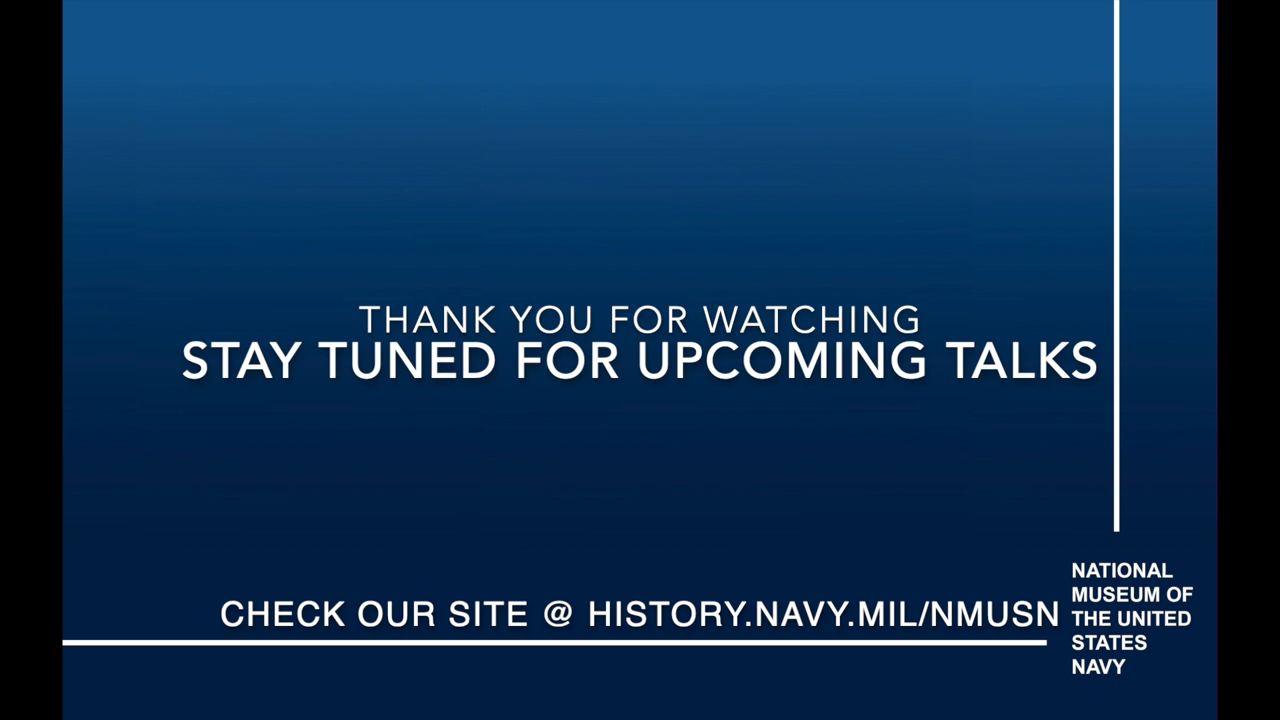 THANK YOU FOR WATCHING
STAY TUNED FOR UPCOMING TALKS
CHECK OUR SITE @ HISTORY.NAVY.MIL/NMUSN
NATIONAL
MUSEUM OF
THE UNITED
STATES
NAVY